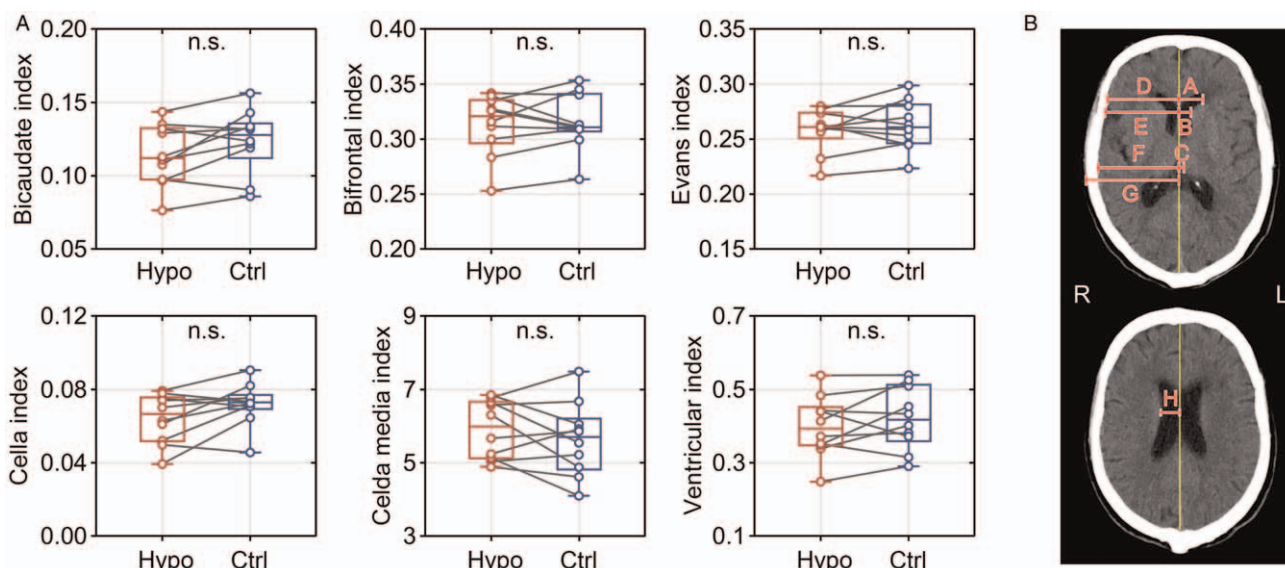 A
Bicaudate index
0.20
0.15
0.10
0.05
n.s.
Hypo Ctrl
Bifrontal index
0.40
0.35
0.30
0.25
0.20
n.s.
Hypo Ctrl
Evans index
0.35
0.30
0.25
0.20
0.15
n.s.
Hypo Ctrl
Cella index
0.12
0.08
0.04
0.00
n.s.
Hypo Ctrl
Celda media index
9
7
5
3
n.s.
Hypo Ctrl
Ventricular index
0.7
0.5
0.3
0.1
n.s.
Hypo Ctrl
B
D A
E B
F C
G
R L
H